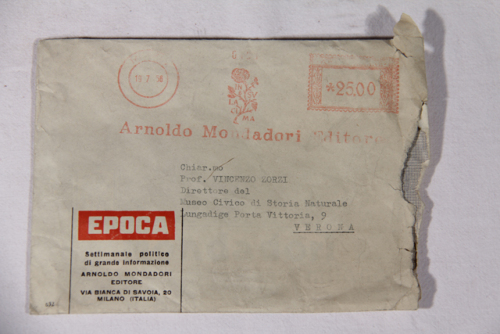 *25.00
Arnoldo Mondadori Editore
Chiar.mo
Prof. VINCENZO ZORZI
Direttore del
Museo Civico di Storia Naturale
Lungadige Porta Vittoria, 9
VERONA
EPOCA
Settimanale politico
di grande informazione
ARNOLDO MONDADORI
EDITORE
VIA BIANCA DI SAVOIA, 20
MILANO (ITALIA)